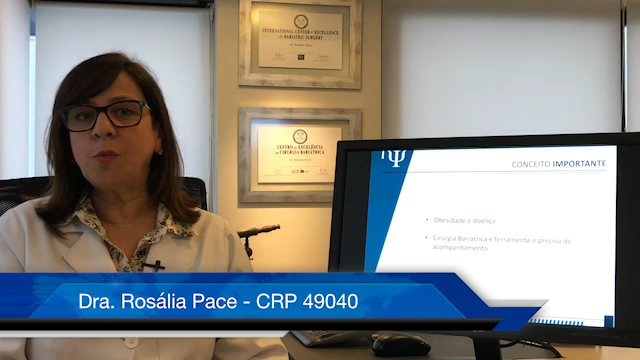 INTERNATIONAL CENTER OF EXCELLENCE
IN BARIATRIC SURGERY
CENTRO DE EXCELÊNCIA
EM CIRURGIA BARIÁTRICA
Ψ
CONCEITO IMPORTANTE
• Obesidade é doença
• Cirurgia Bariátrica é ferramenta e precisa de
acompanhamento
Dra. Rosália Pace - CRP 49040